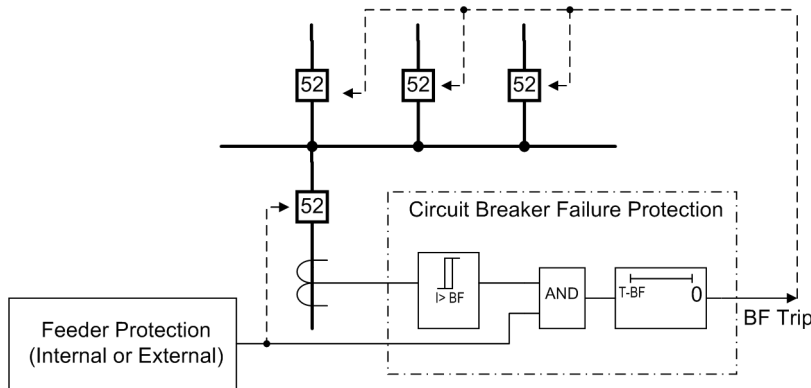 52
52
52
52
Circuit Breaker Failure Protection
I> BF
AND
T-BF
0
BF Trip
Feeder Protection
(Internal or External)